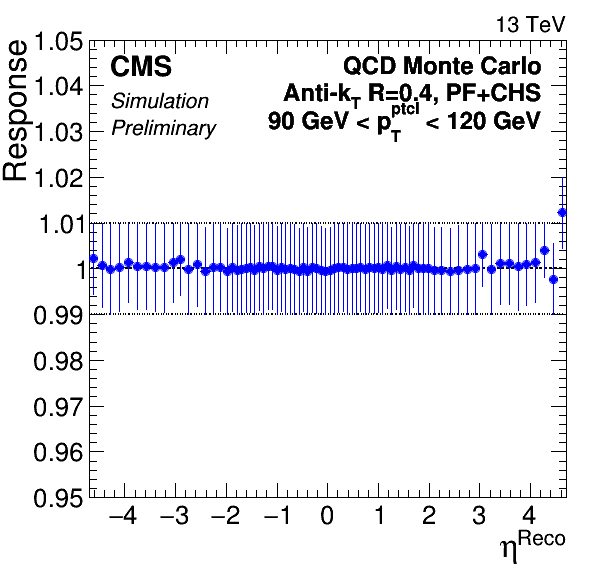 13 TeV
Response
1.05
1.04
1.03
1.02
1.01
1
0.99
0.98
0.97
0.96
0.95
CMS
Simulation
Preliminary
QCD Monte Carlo
Anti-kT R=0.4, PF+CHS
90 GeV < pTptcl < 120 GeV
−4 −3 −2 −1 0 1 2 3 4
ηReco